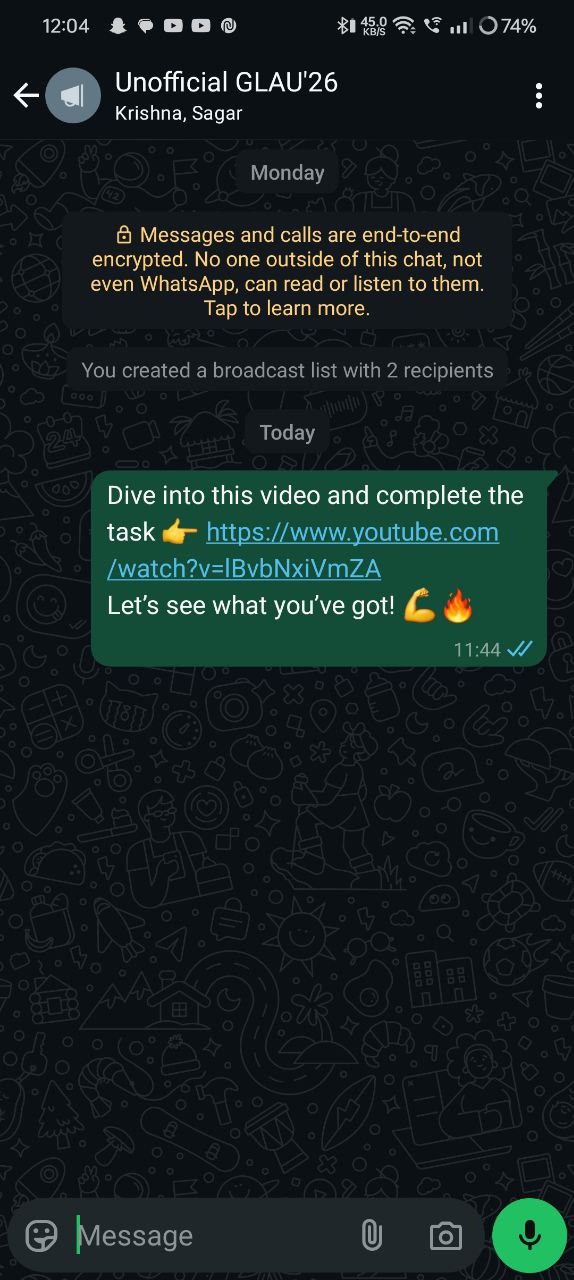 12:04 45.0 KB/S 74%
Unofficial GLAU'26
Krishna, Sagar
Monday
Messages and calls are end-to-end
encrypted. No one outside of this chat, not
even WhatsApp, can read or listen to them.
Tap to learn more.
You created a broadcast list with 2 recipients
Today
Dive into this video and complete the
task 👉 https://www.youtube.com
/watch?v=lBvbNxiVmZA
Let’s see what you’ve got! 💪🔥
11:44
Message